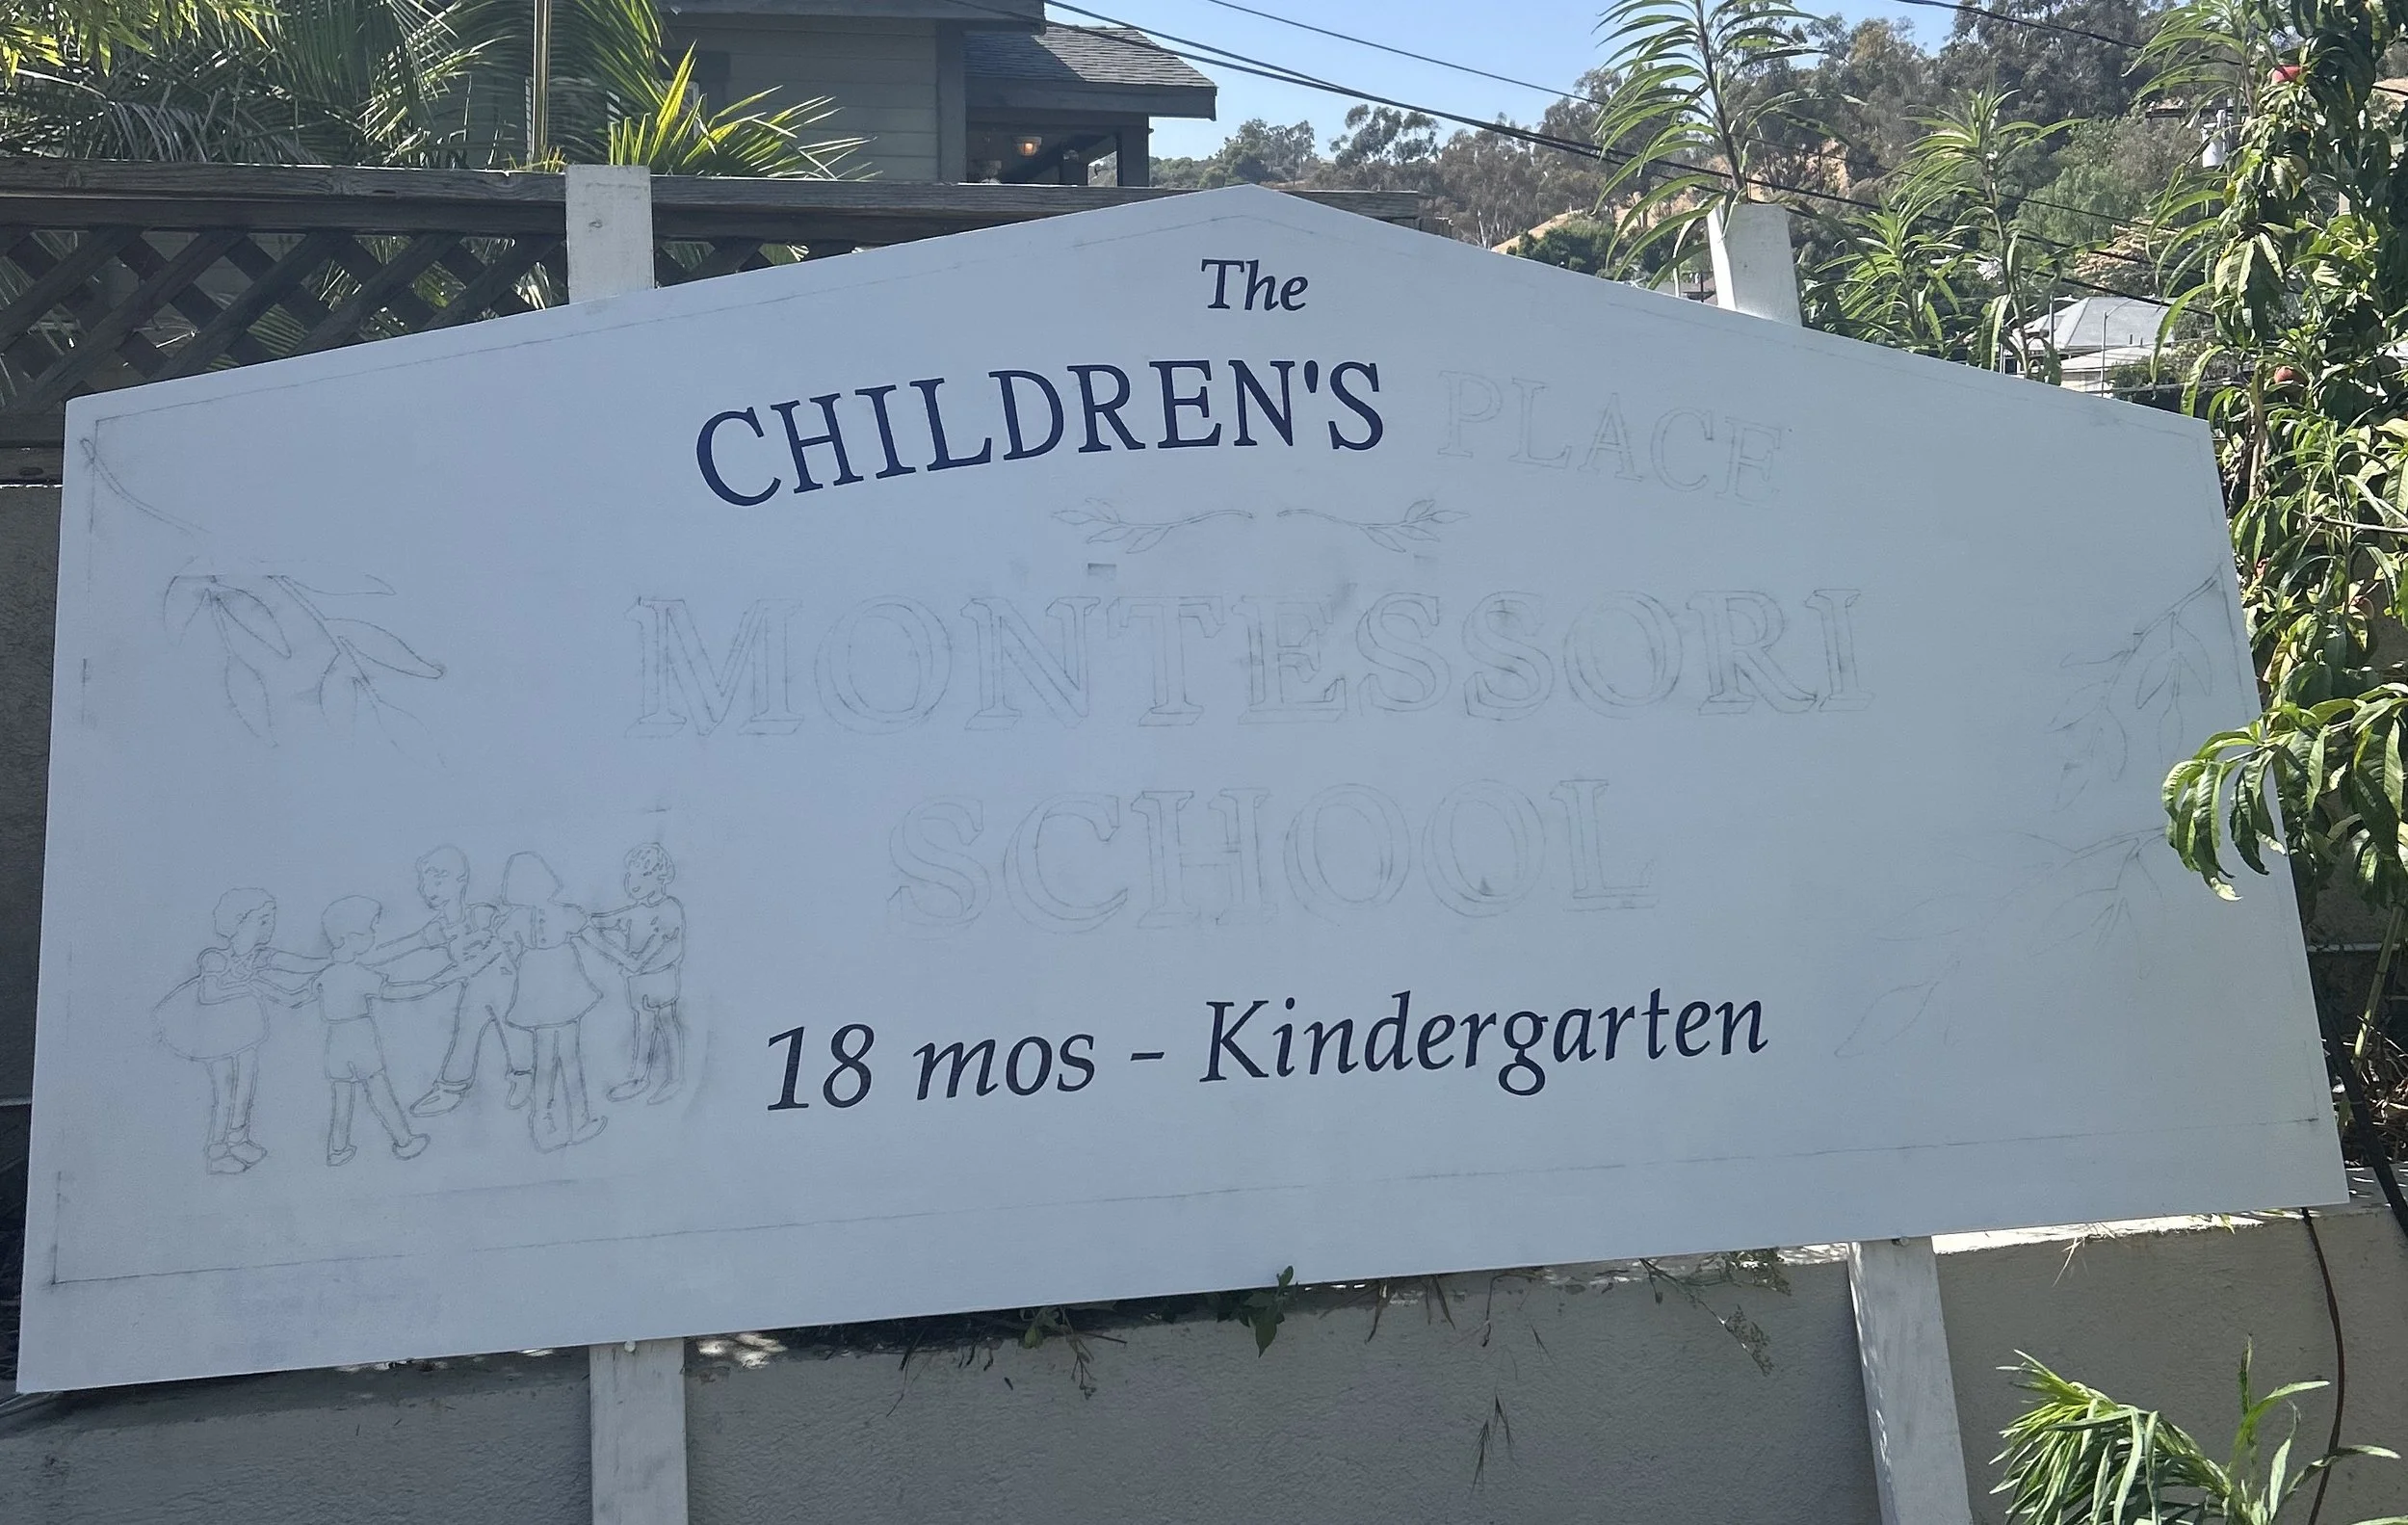 The
CHILDREN'S PLACE
MONTESSORI
SCHOOL
18 mos - Kindergarten